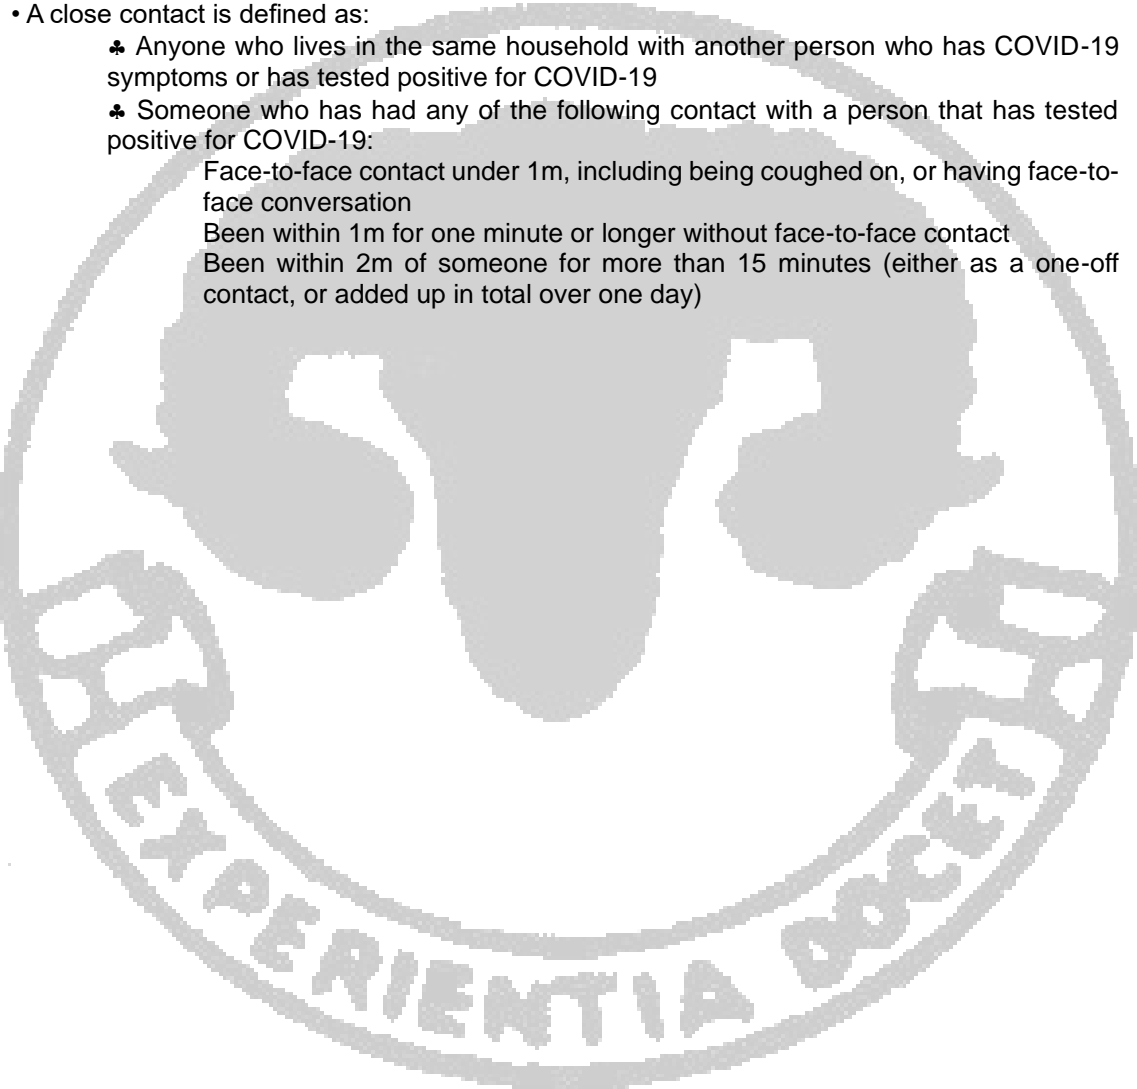 • A close contact is defined as:
♣ Anyone who lives in the same household with another person who has COVID-19
symptoms or has tested positive for COVID-19
♣ Someone who has had any of the following contact with a person that has tested
positive for COVID-19:
Face-to-face contact under 1m, including being coughed on, or having face-to-
face conversation
Been within 1m for one minute or longer without face-to-face contact
Been within 2m of someone for more than 15 minutes (either as a one-off
contact, or added up in total over one day)
EXPERIENTIA DOCET